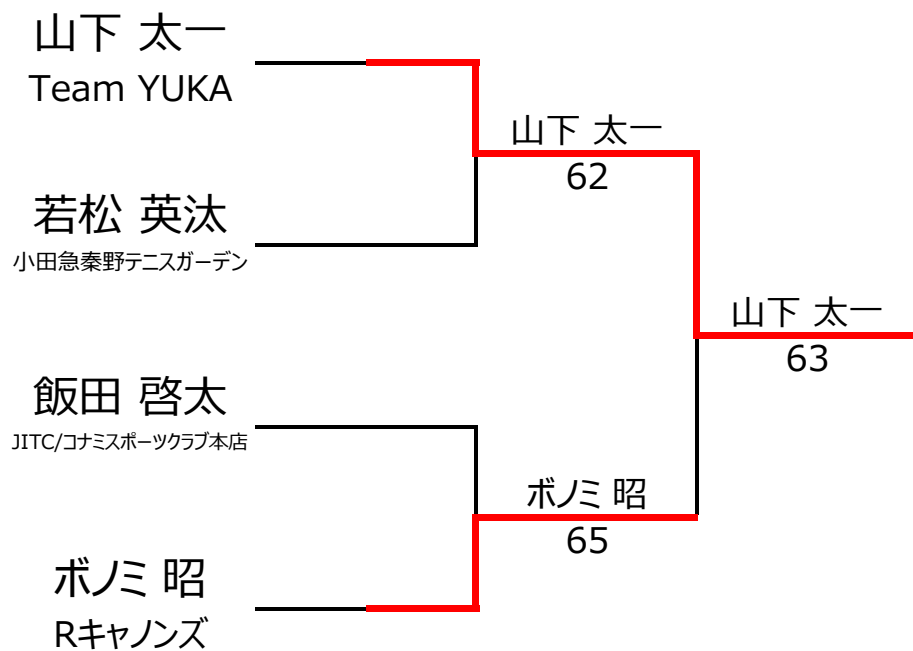 山下 太一
Team YUKA
山下 太一
62
若松 英汰
小田急秦野テニスガーデン
山下 太一
63
飯田 啓太
JITC/コナミスポーツクラブ本店
ボノミ 昭
65
ボノミ 昭
Rキャノンズ